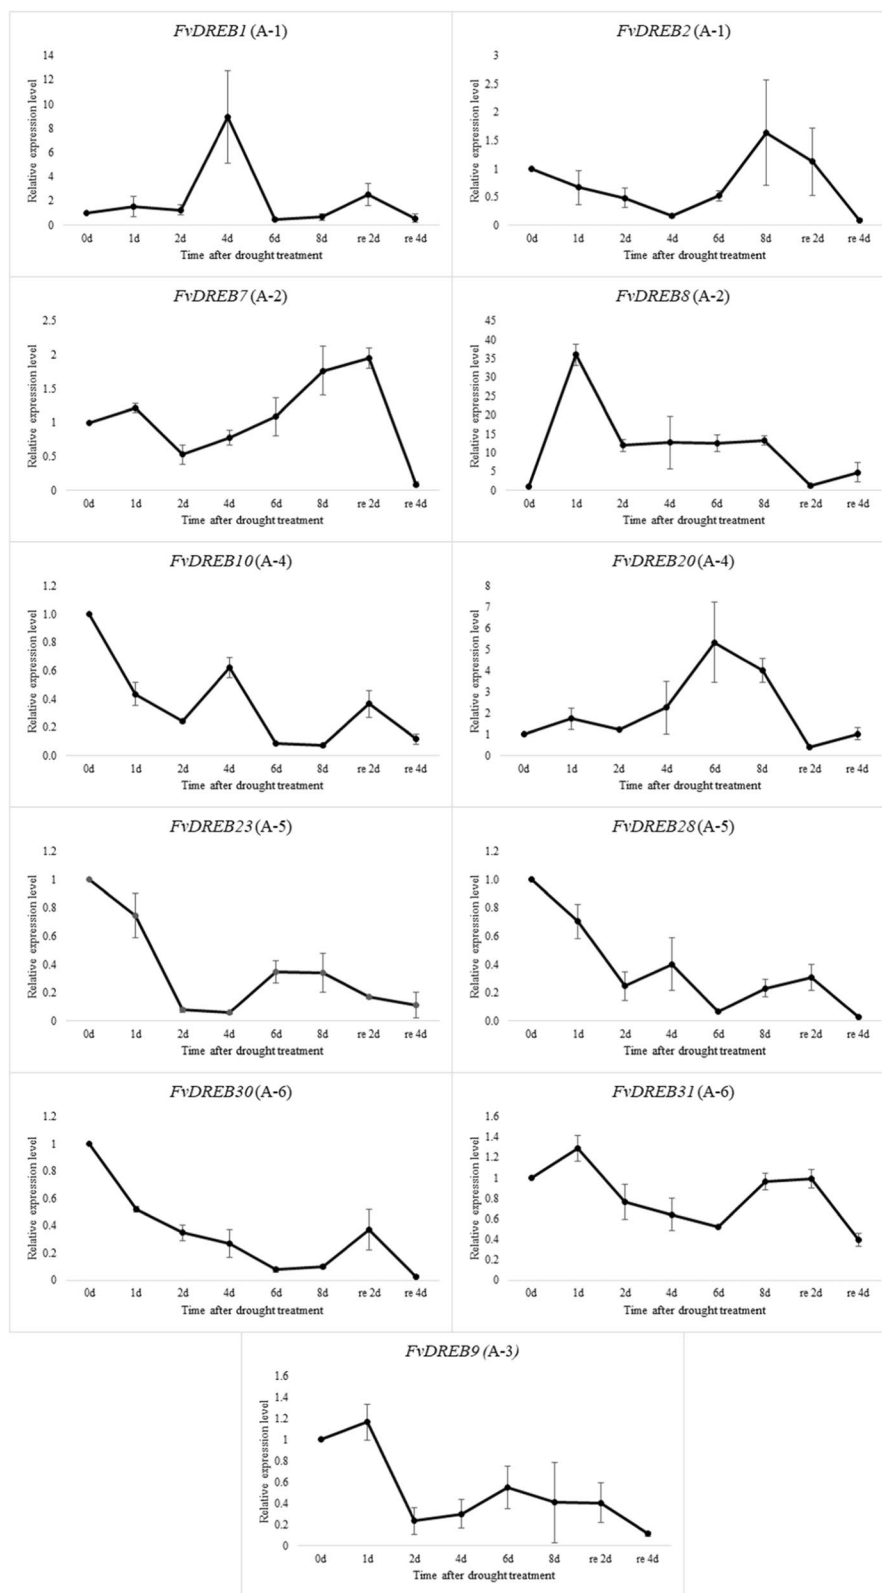 FvDREB1 (A-1)
Relative expression level
14
12
10
8
6
4
2
0
0d 1d 2d 4d 6d 8d re 2d re 4d
Time after drought treatment
FvDREB2 (A-1)
Relative expression level
3
2.5
2
1.5
1
0.5
0
0d 1d 2d 4d 6d 8d re 2d re 4d
Time after drought treatment
FvDREB7 (A-2)
Relative expression level
2.5
2
1.5
1
0.5
0
0d 1d 2d 4d 6d 8d re 2d re 4d
Time after drought treatment
FvDREB8 (A-2)
Relative expression level
45
40
35
30
25
20
15
10
5
0
0d 1d 2d 4d 6d 8d re 2d re 4d
Time after drought treatment
FvDREB10 (A-4)
Relative expression level
1.2
1.0
0.8
0.6
0.4
0.2
0.0
0d 1d 2d 4d 6d 8d re 2d re 4d
Time after drought treatment
FvDREB20 (A-4)
Relative expression level
8
7
6
5
4
3
2
1
0
0d 1d 2d 4d 6d 8d re 2d re 4d
Time after drought treatment
FvDREB23 (A-5)
Relative expression level
1.2
1
0.8
0.6
0.4
0.2
0
0d 1d 2d 4d 6d 8d re 2d re 4d
Time after drought treatment
FvDREB28 (A-5)
Relative expression level
1.2
1.0
0.8
0.6
0.4
0.2
0.0
0d 1d 2d 4d 6d 8d re 2d re 4d
Time after drought treatment
FvDREB30 (A-6)
Relative expression level
1.2
1
0.8
0.6
0.4
0.2
0
0d 1d 2d 4d 6d 8d re 2d re 4d
Time after drought treatment
FvDREB31 (A-6)
Relative expression level
1.6
1.4
1.2
1.0
0.8
0.6
0.4
0.2
0
0d 1d 2d 4d 6d 8d re 2d re 4d
Time after drought treatment
FvDREB9 (A-3)
Relative expression level
1.6
1.4
1.2
1
0.8
0.6
0.4
0.2
0
0d 1d 2d 4d 6d 8d re 2d re 4d
Time after drought treatment